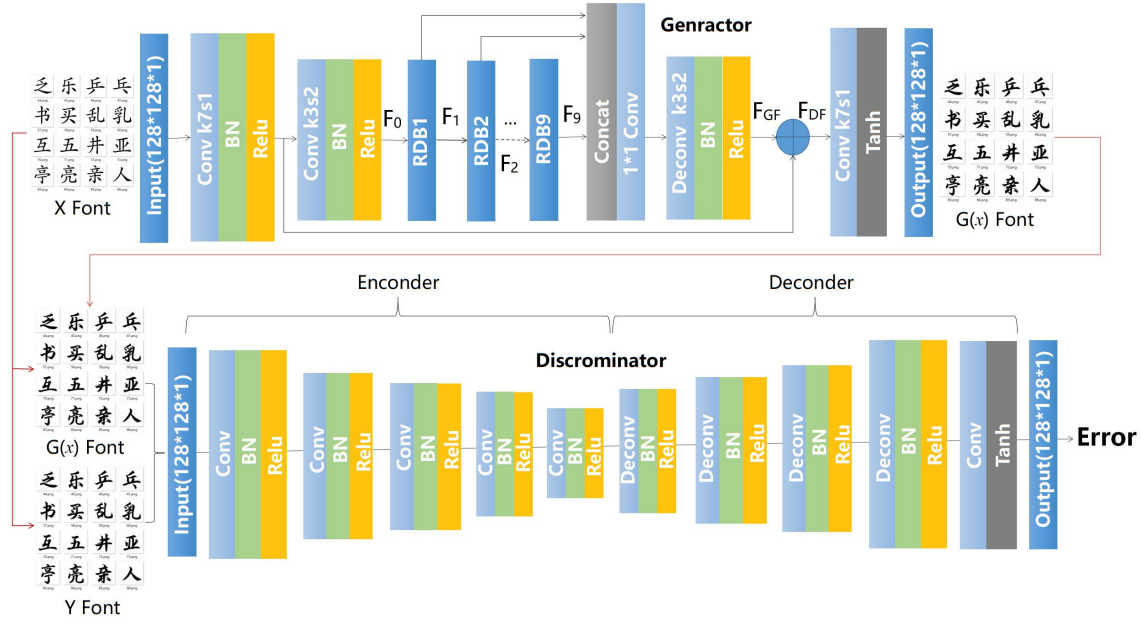 Genractor
乏 乐 乒 乓
书 买 乱 乳
互 五 井 亚
亭 亮 亲 人
X Font
Input(128*128*1)
Conv k7s1
BN
Relu
Conv k3s2
BN
Relu
F0
RDB1
F1
RDB2
...
F2
RDB9
F9
Concat
1*1 Conv
Deconv k3s2
BN
Relu
FGF
FDF
Conv k7s1
Tanh
Output(128*128*1)
乏 乐 乒 乓
书 买 乱 乳
互 五 井 亚
亭 亮 亲 人
G(x) Font
Enconder
Deconder
Discrominator
乏 乐 乒 乓
书 买 乱 乳
互 五 井 亚
亭 亮 亲 人
G(x) Font
乏 乐 乒 乓
书 买 乱 乳
互 五 井 亚
亭 亮 亲 人
Y Font
Input(128*128*1)
Conv
BN
Relu
Conv
BN
Relu
Conv
BN
Relu
Conv
BN
Relu
Conv
BN
Relu
Deconv
BN
Relu
Deconv
BN
Relu
Deconv
BN
Relu
Deconv
BN
Relu
Conv
Tanh
Output(128*128*1)
Error